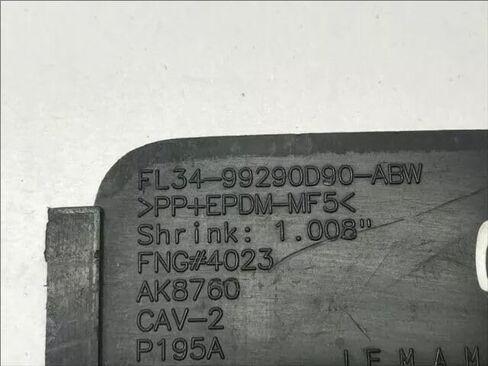 FL34-99290D90-ABW
>PP+EPDM-MF5<
Shrink: 1.008"
FNG#4023
AK8760
CAV-2
P195A